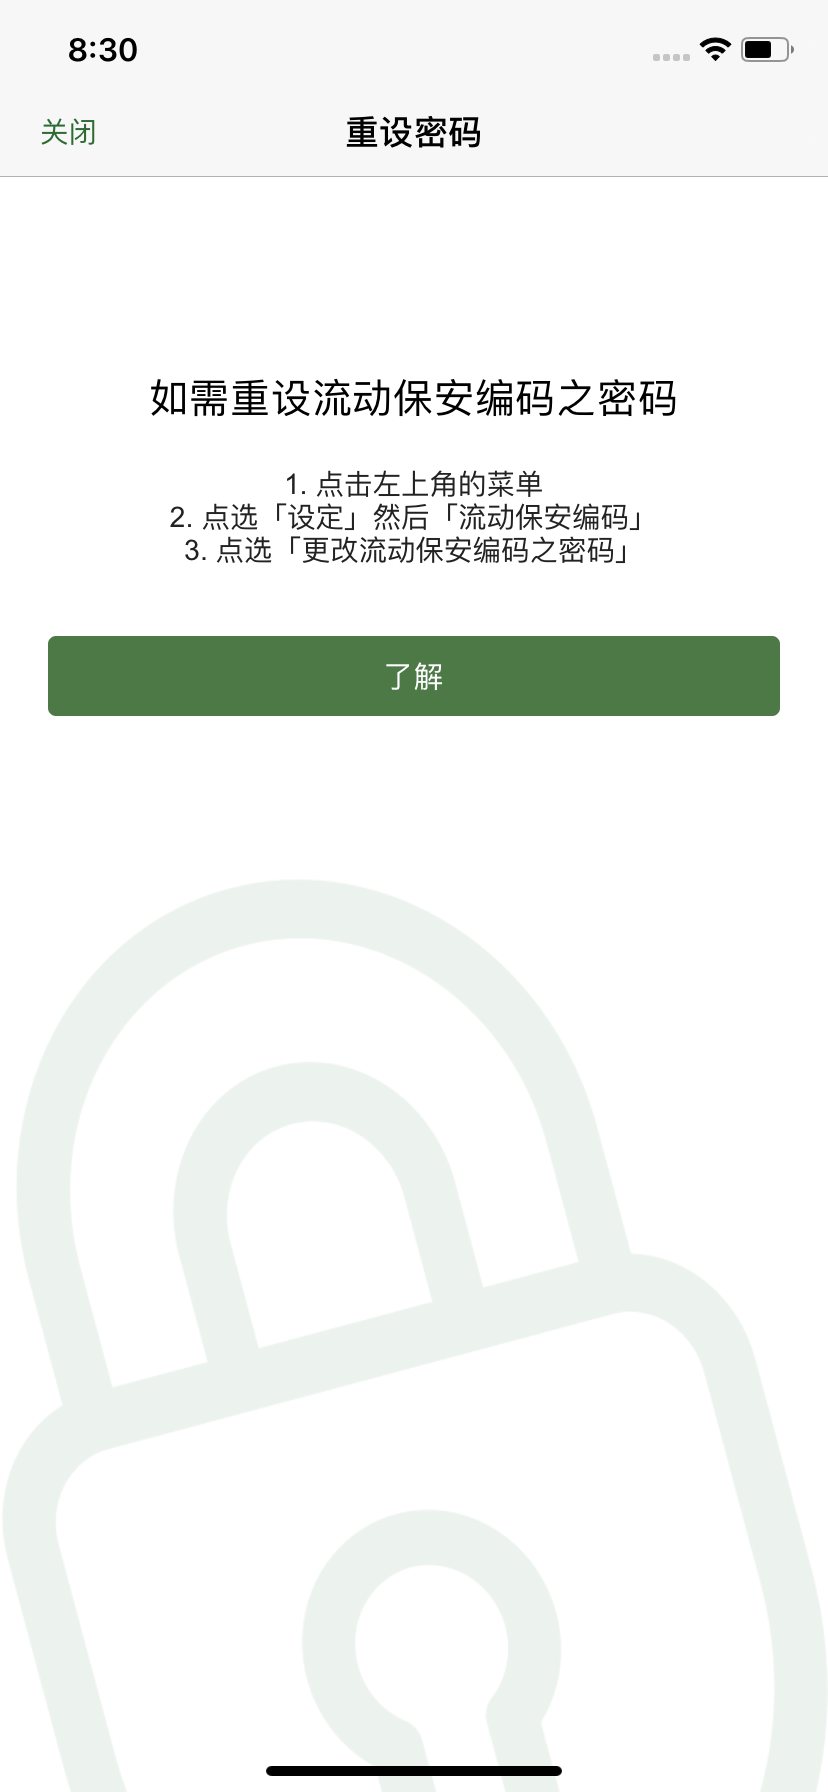 8:30
关闭
重设密码
如需重设流动保安编码之密码
1. 点击左上角的菜单
2. 点选「设定」然后「流动保安编码」
3. 点选「更改流动保安编码之密码」
了解